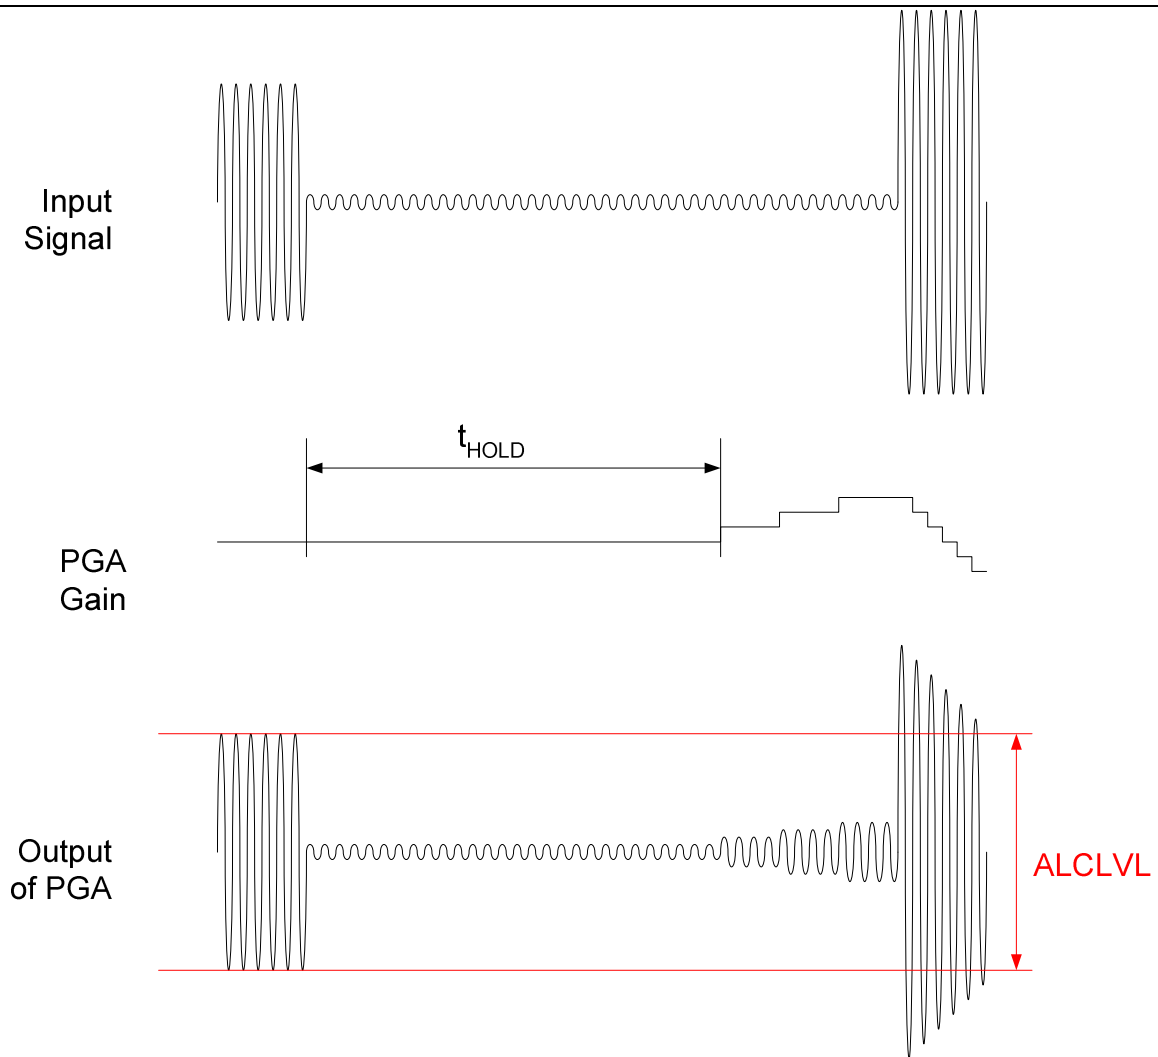 Input
Signal
tHOLD
PGA
Gain
Output
of PGA
ALCLVL